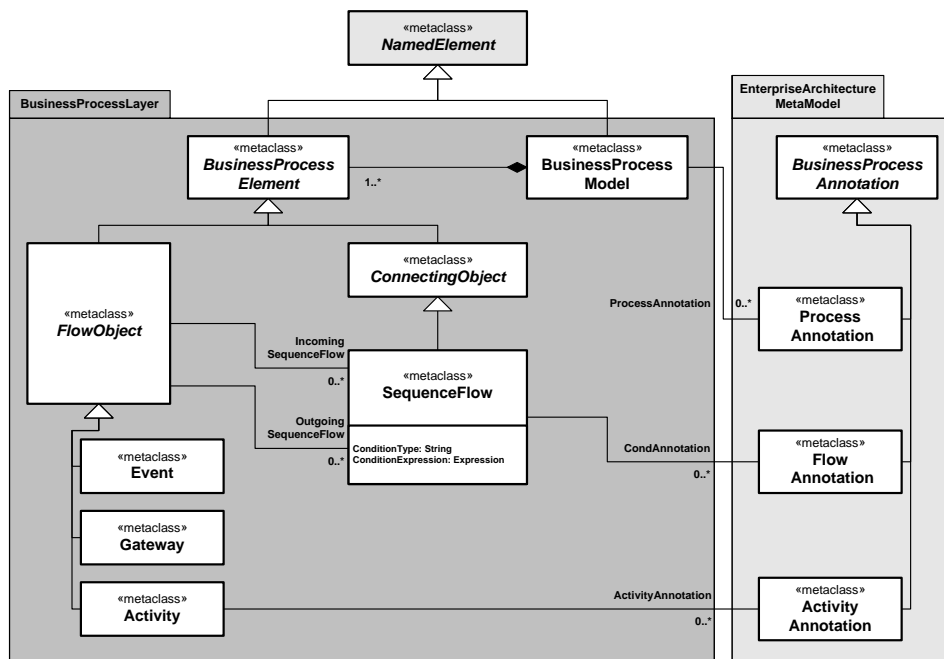 «metaclass»
NamedElement
BusinessProcessLayer
EnterpriseArchitecture
MetaModel
«metaclass»
BusinessProcess
Element
1..*
«metaclass»
BusinessProcess
Model
«metaclass»
BusinessProcess
Annotation
«metaclass»
FlowObject
«metaclass»
ConnectingObject
ProcessAnnotation
0..*
«metaclass»
Process
Annotation
Incoming
SequenceFlow
0..*
«metaclass»
SequenceFlow
Outgoing
SequenceFlow
0..*
ConditionType: String
ConditionExpression: Expression
CondAnnotation
0..*
«metaclass»
Flow
Annotation
«metaclass»
Event
«metaclass»
Gateway
«metaclass»
Activity
ActivityAnnotation
0..*
«metaclass»
Activity
Annotation